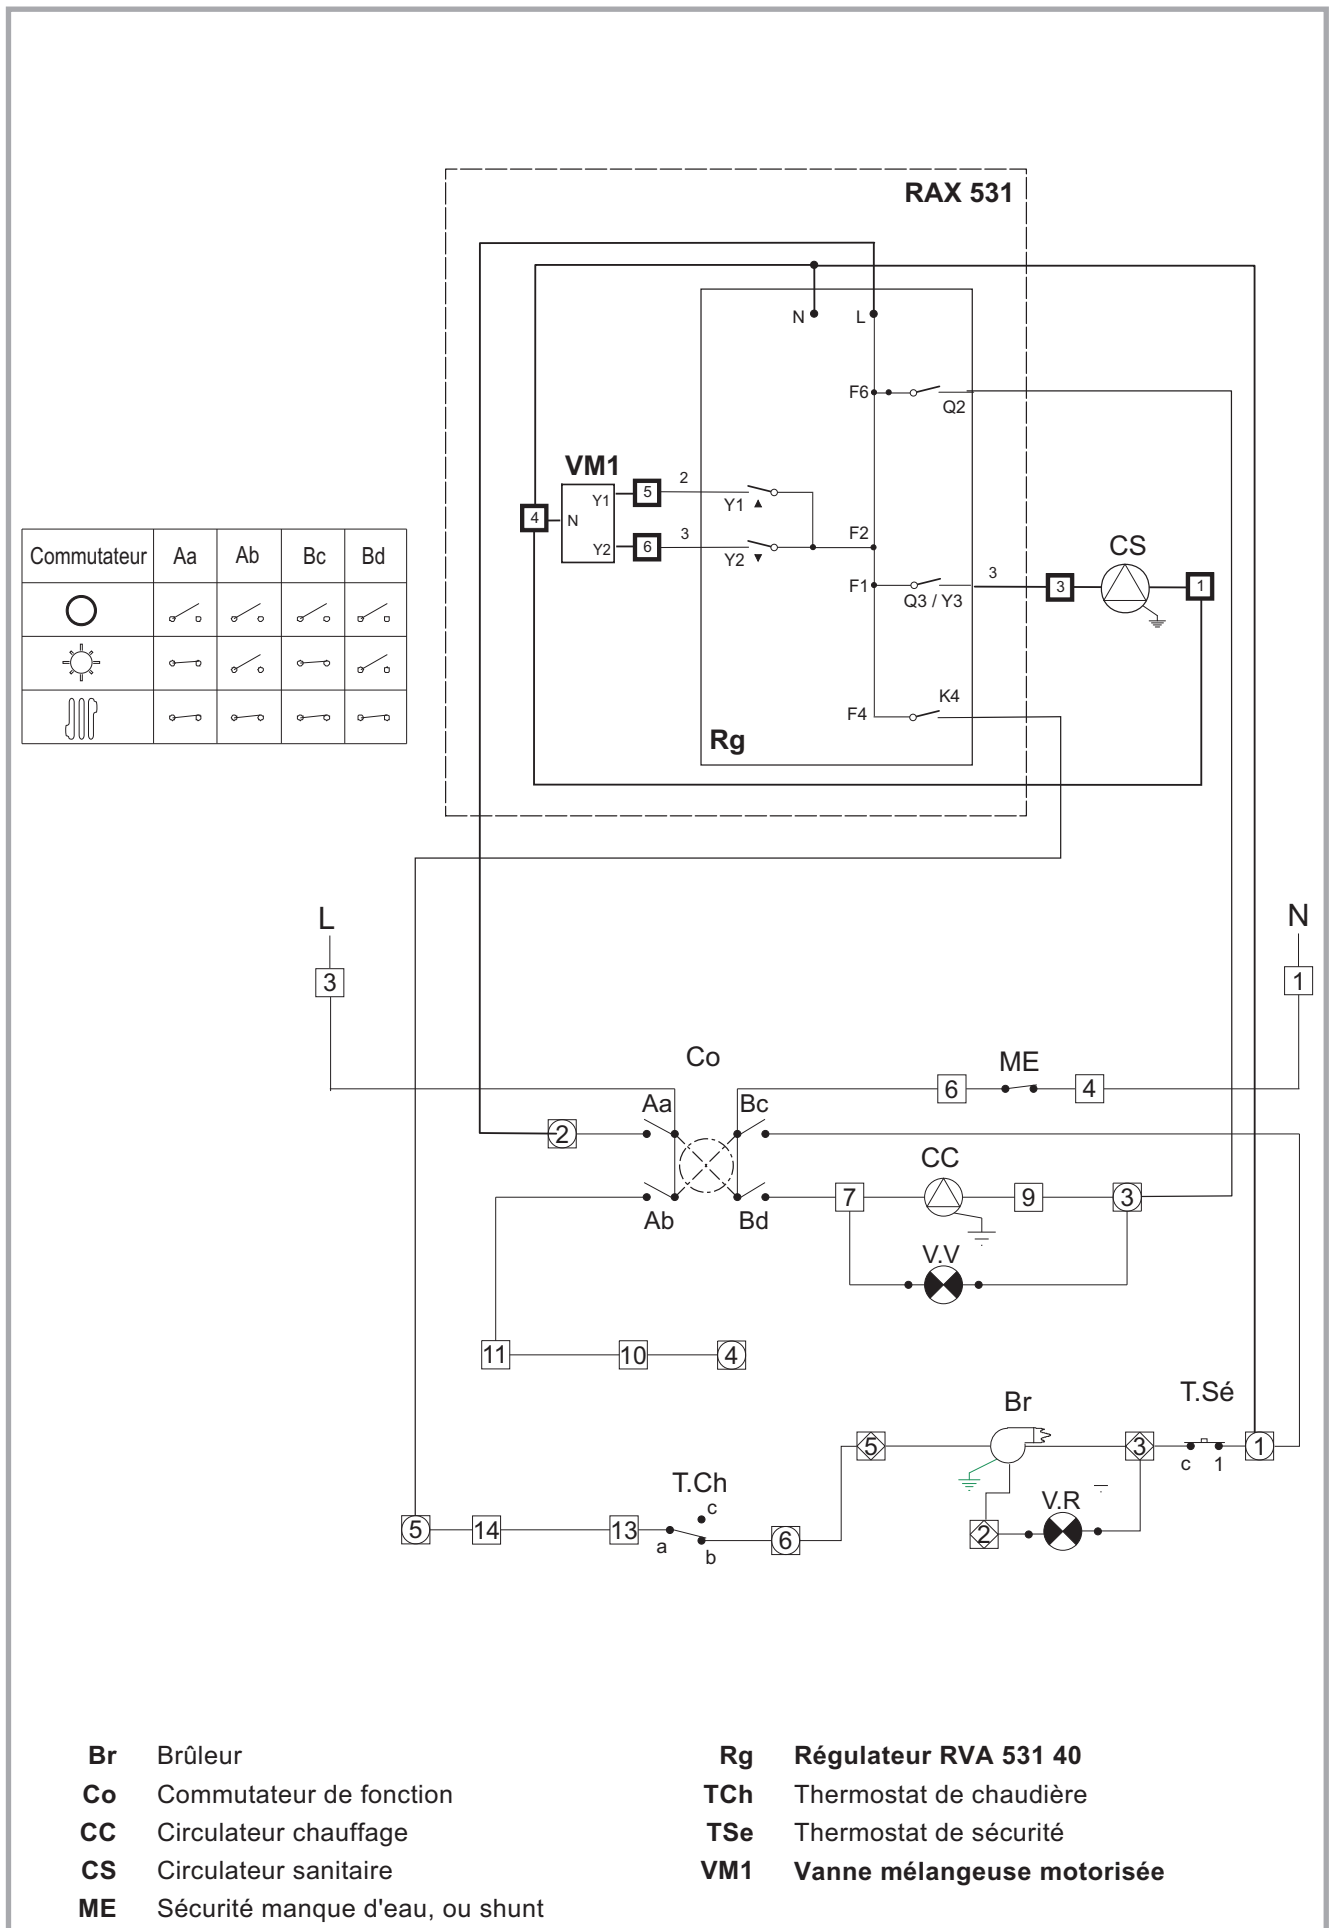 RAX 531
N L
F6
Q2
VM1
Y1 5 2
Y1 ▲
4 N
Y2 6 3
Y2 ▼
F2
CS
F1
Q3 / Y3
3
3
1
K4
F4
Rg
Commutateur Aa Ab Bc Bd
L
N
3
1
Co
ME
6
4
Aa
Bc
2
CC
7
9
3
Ab
Bd
V.V
11
10
4
T.Sé
Br
5
3
1
c 1
T.Ch
c
V.R
5
14
13
a
b
6
2
Br Brûleur
Co Commutateur de fonction
CC Circulateur chauffage
CS Circulateur sanitaire
ME Sécurité manque d'eau, ou shunt
Rg Régulateur RVA 531 40
TCh Thermostat de chaudière
TSe Thermostat de sécurité
VM1 Vanne mélangeuse motorisée